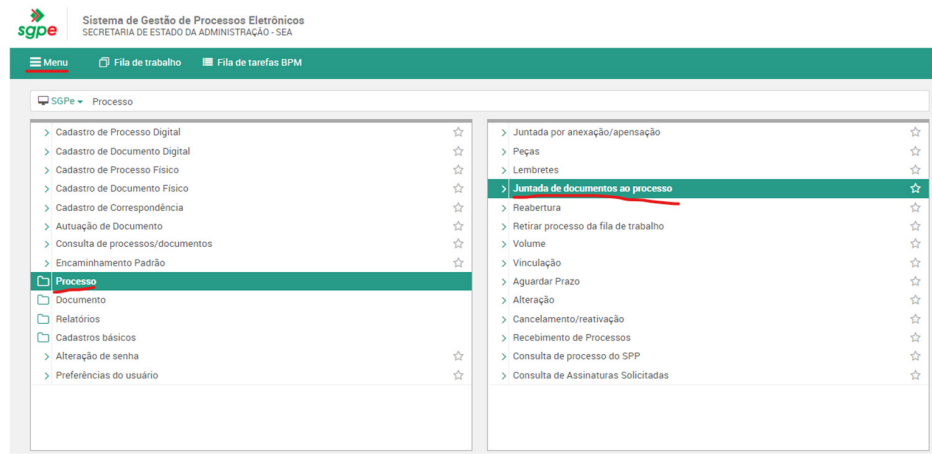 sgpe
Sistema de Gestão de Processos Eletrônicos
SECRETARIA DE ESTADO DA ADMINISTRAÇÃO - SEA
Menu Fila de trabalho Fila de tarefas BPM
SGPe Processo
Cadastro de Processo Digital
Cadastro de Documento Digital
Cadastro de Processo Físico
Cadastro de Documento Físico
Cadastro de Correspondência
Autuação de Documento
Consulta de processos/documentos
Encaminhamento Padrão
Processo
Documento
Relatórios
Cadastros básicos
Alteração de senha
Preferências do usuário
Juntada por anexação/apensação
Peças
Lembretes
Juntada de documentos ao processo
Reabertura
Retirar processo da fila de trabalho
Volume
Vinculação
Aguardar Prazo
Alteração
Cancelamento/reativação
Recebimento de Processos
Consulta de processo do SPP
Consulta de Assinaturas Solicitadas